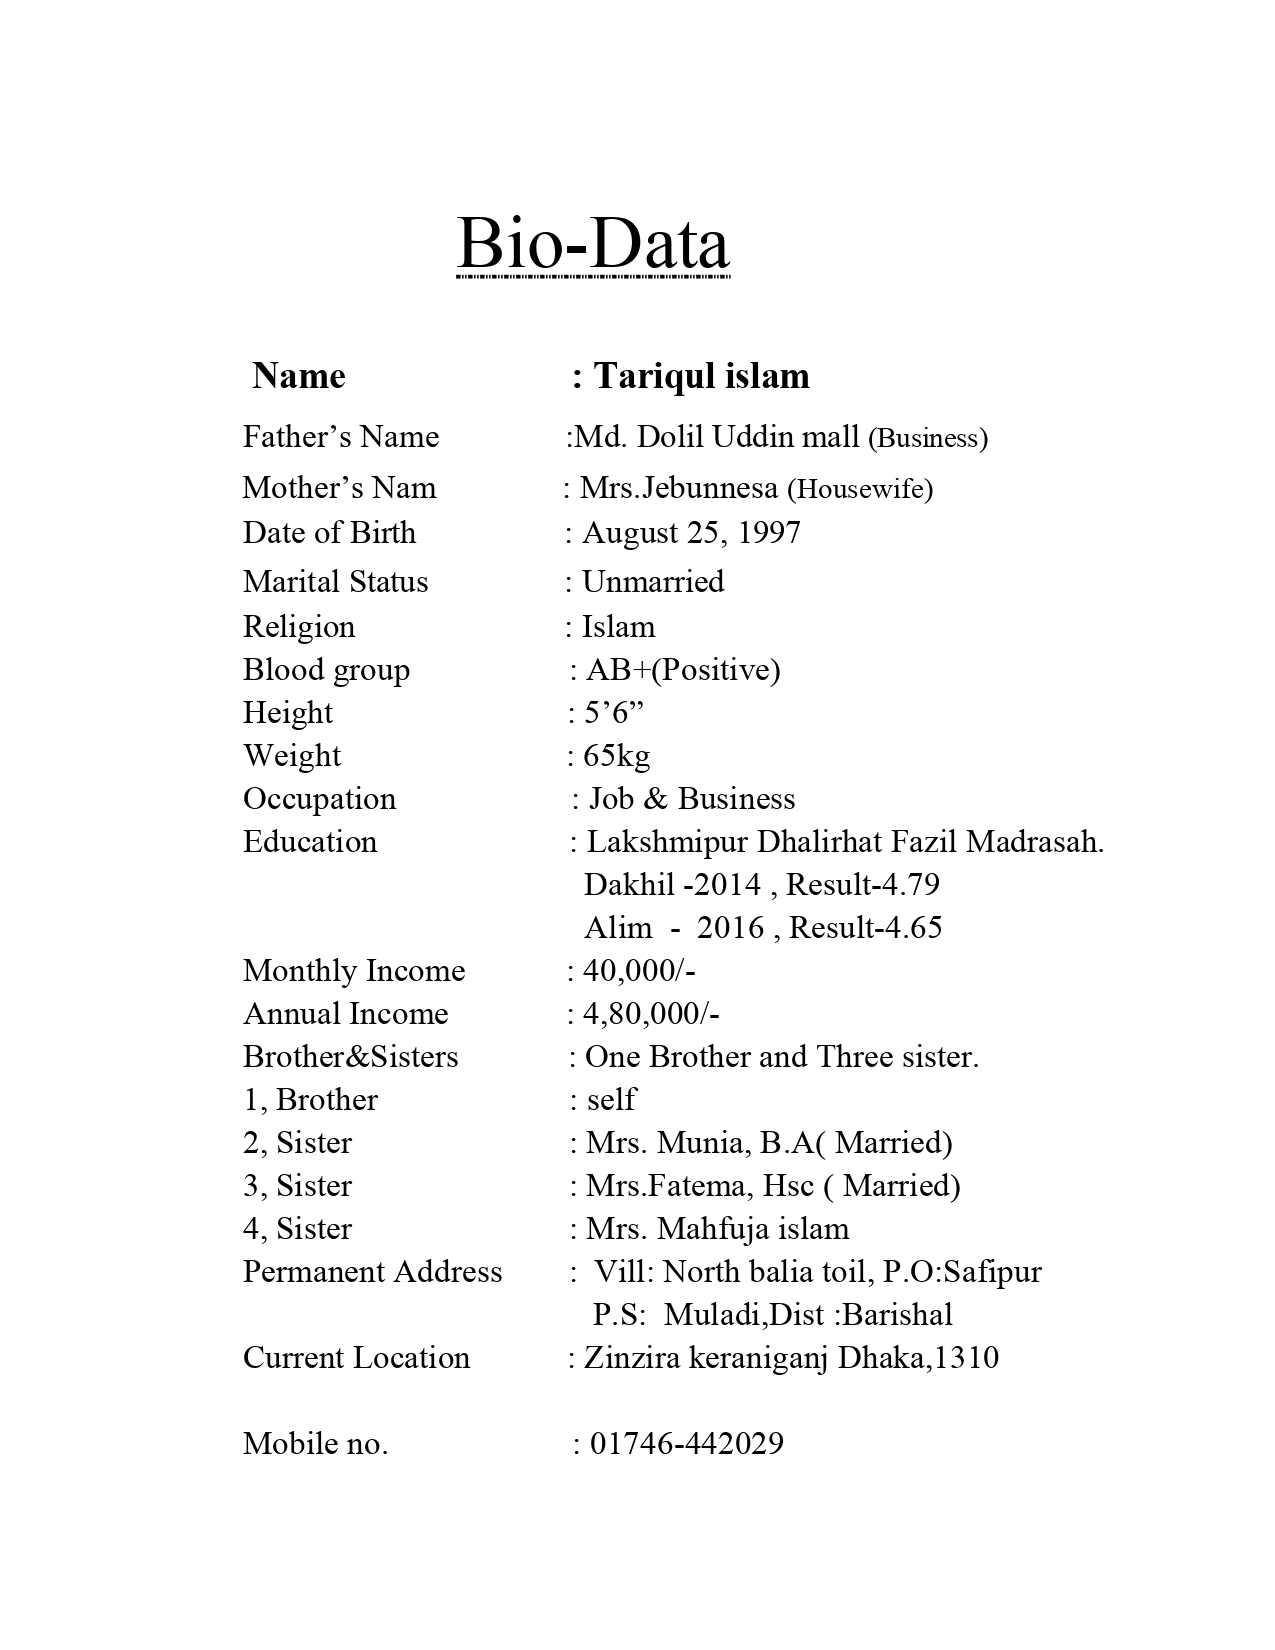 Bio-Data
Name : Tariqul islam
Father’s Name :Md. Dolil Uddin mall (Business)
Mother’s Nam : Mrs.Jebunnesa (Housewife)
Date of Birth : August 25, 1997
Marital Status : Unmarried
Religion : Islam
Blood group : AB+(Positive)
Height : 5’6”
Weight : 65kg
Occupation : Job & Business
Education : Lakshmipur Dhalirhat Fazil Madrasah.
Dakhil -2014 , Result-4.79
Alim - 2016 , Result-4.65
Monthly Income : 40,000/-
Annual Income : 4,80,000/-
Brother&Sisters : One Brother and Three sister.
1, Brother : self
2, Sister : Mrs. Munia, B.A( Married)
3, Sister : Mrs.Fatema, Hsc ( Married)
4, Sister : Mrs. Mahfuja islam
Permanent Address : Vill: North balia toil, P.O:Safipur
P.S: Muladi,Dist :Barishal
Current Location : Zinzira keraniganj Dhaka,1310
Mobile no. : 01746-442029